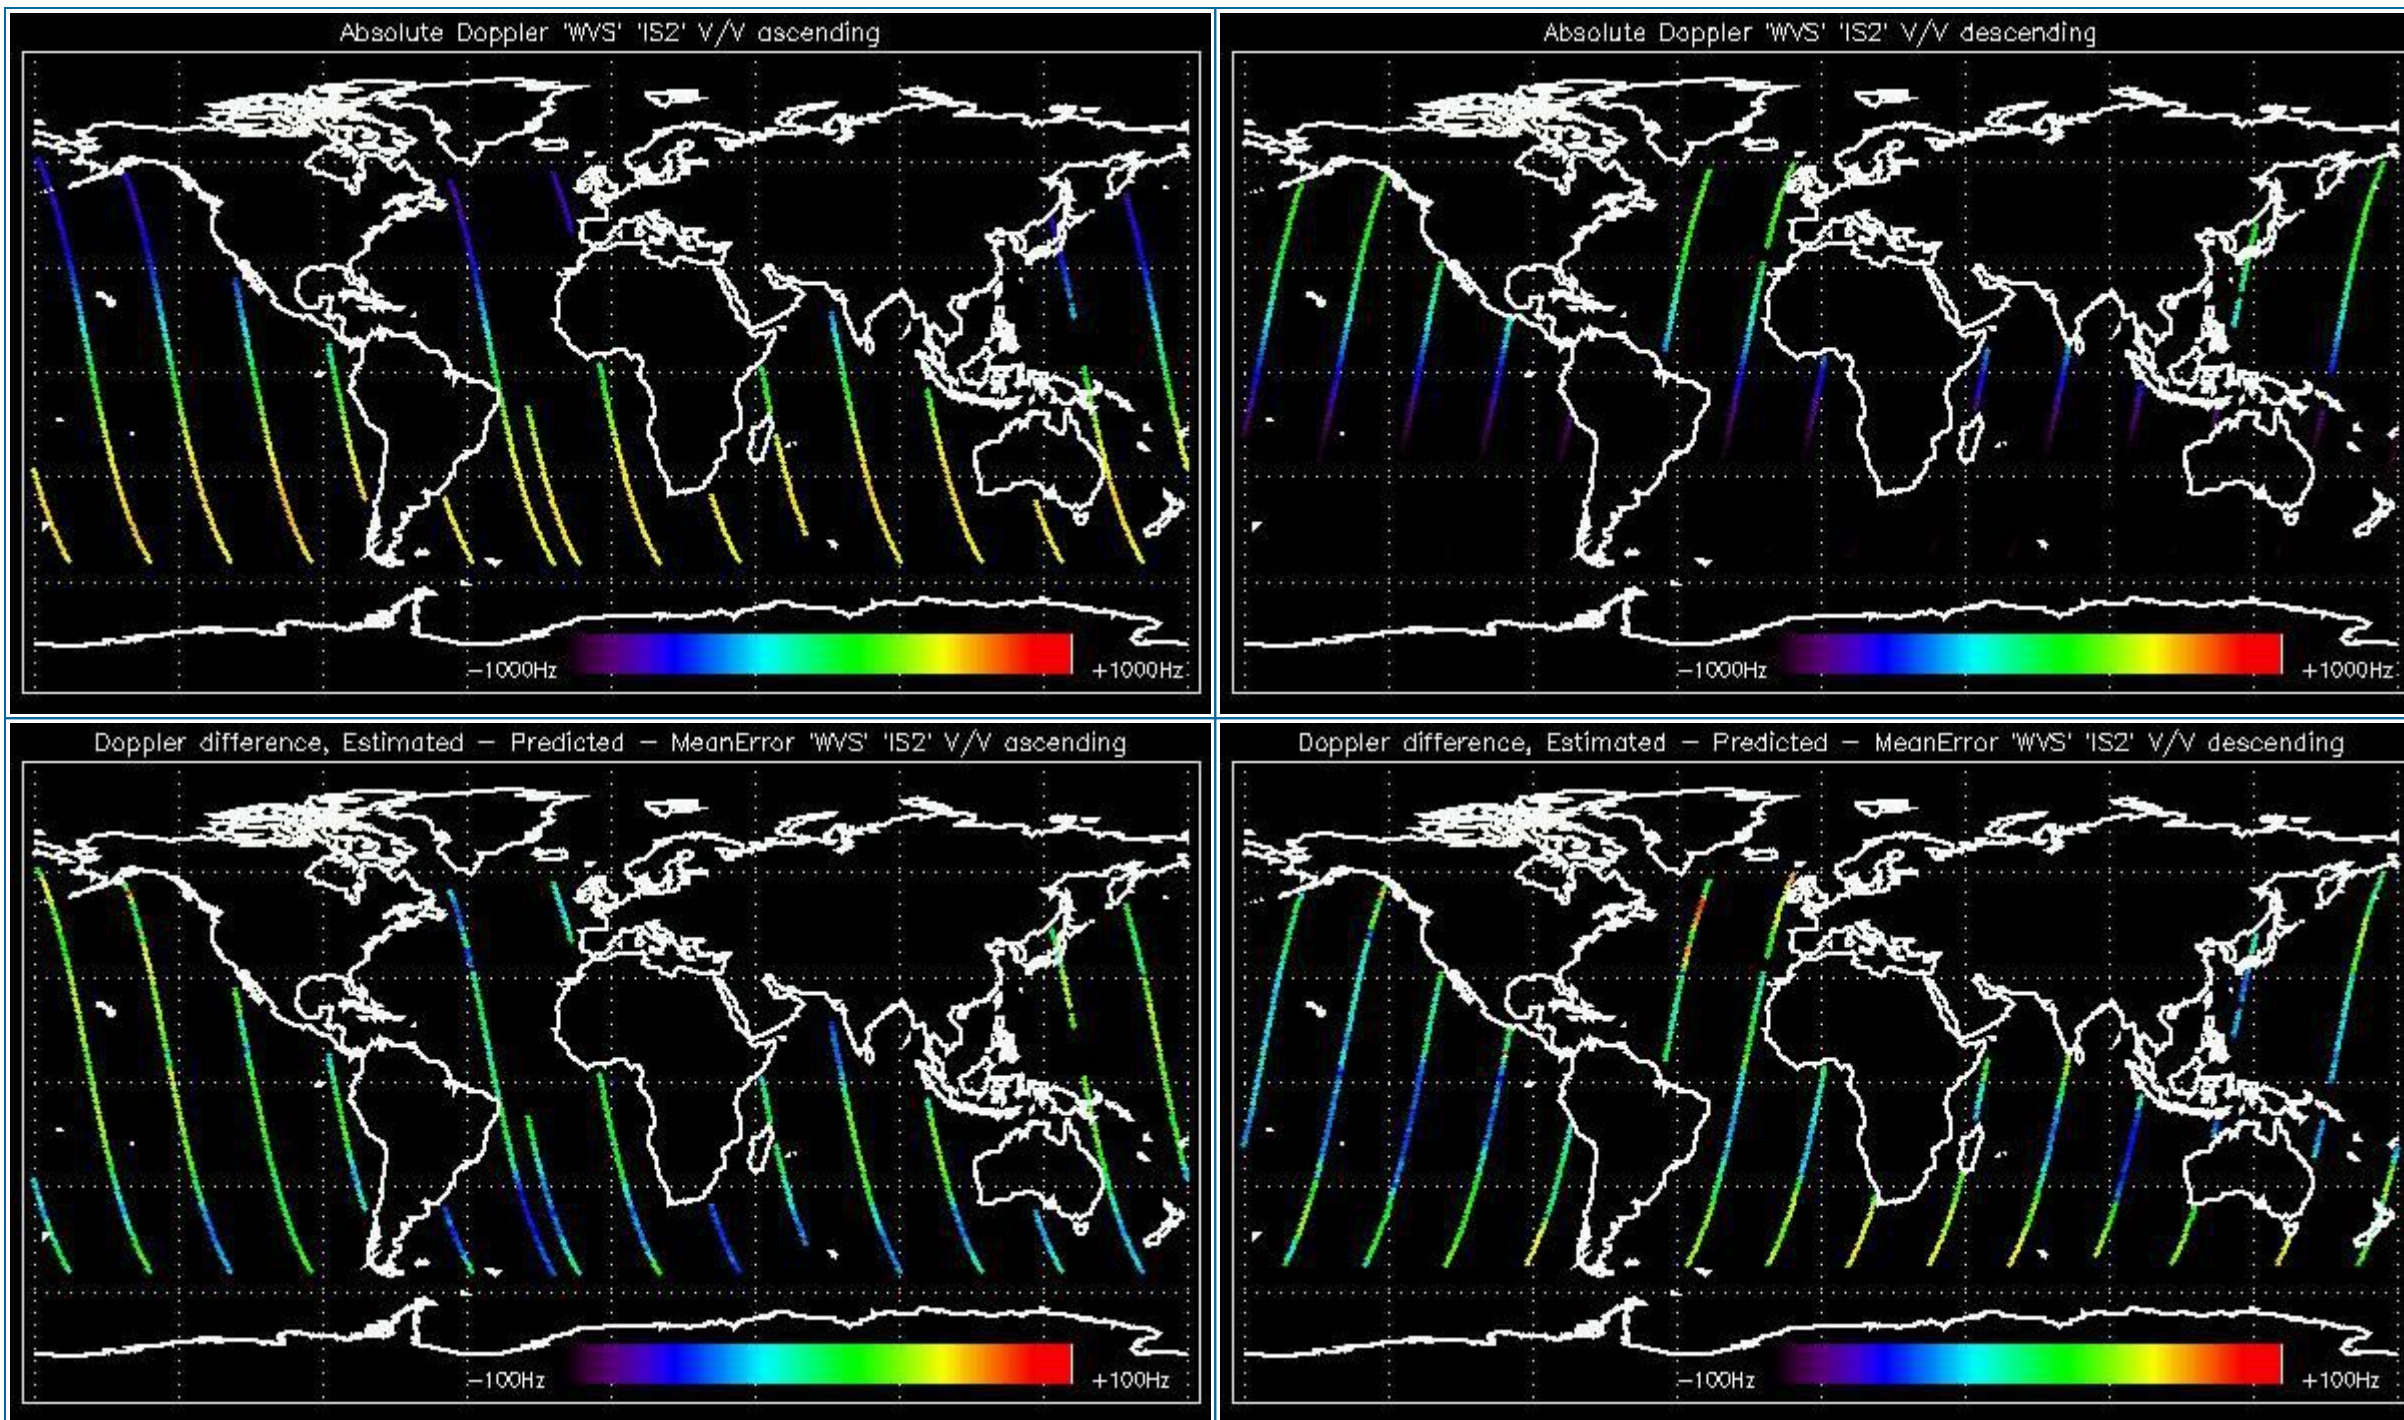 Absolute Doppler 'WVS' 'IS2' V/V ascending
−1000Hz
+1000Hz
Absolute Doppler 'WVS' 'IS2' V/V descending
−1000Hz
+1000Hz
Doppler difference, Estimated − Predicted − MeanError 'WVS' 'IS2' V/V ascending
−100Hz
+100Hz
Doppler difference, Estimated − Predicted − MeanError 'WVS' 'IS2' V/V descending
−100Hz
+100Hz